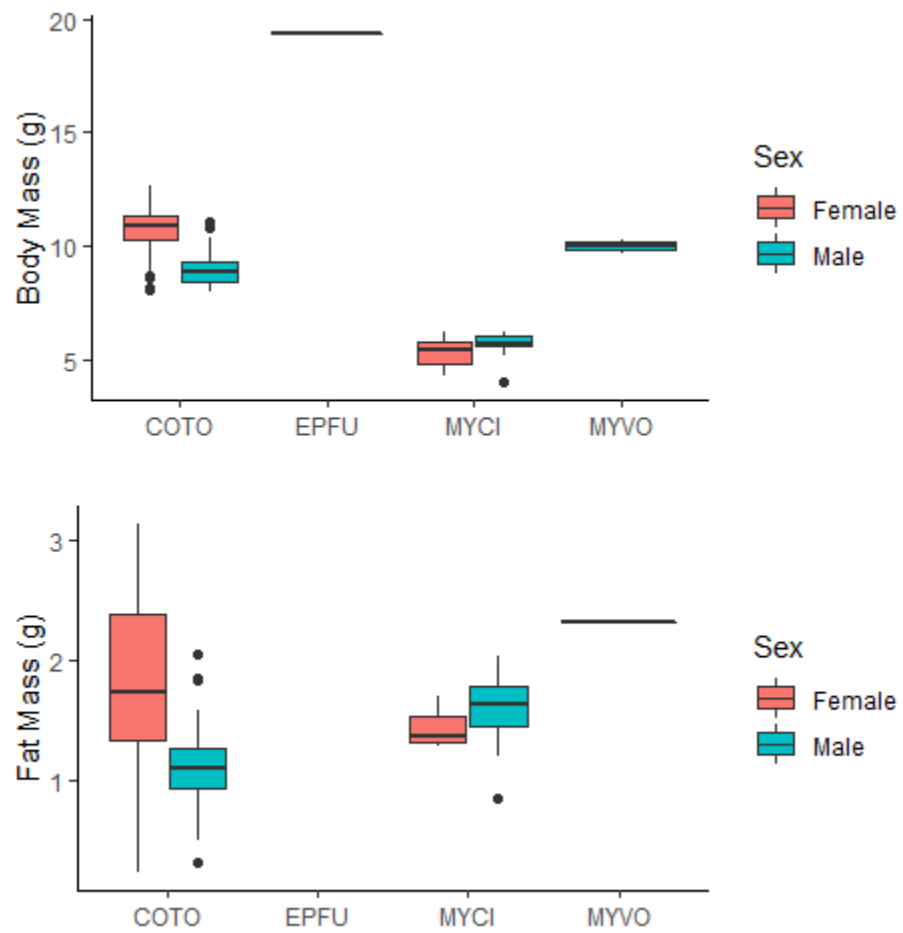 20
15
10
5
Body Mass (g)
COTO EPFU MYCI MYVO
Sex
Female
Male
3
2
1
Fat Mass (g)
COTO EPFU MYCI MYVO
Sex
Female
Male